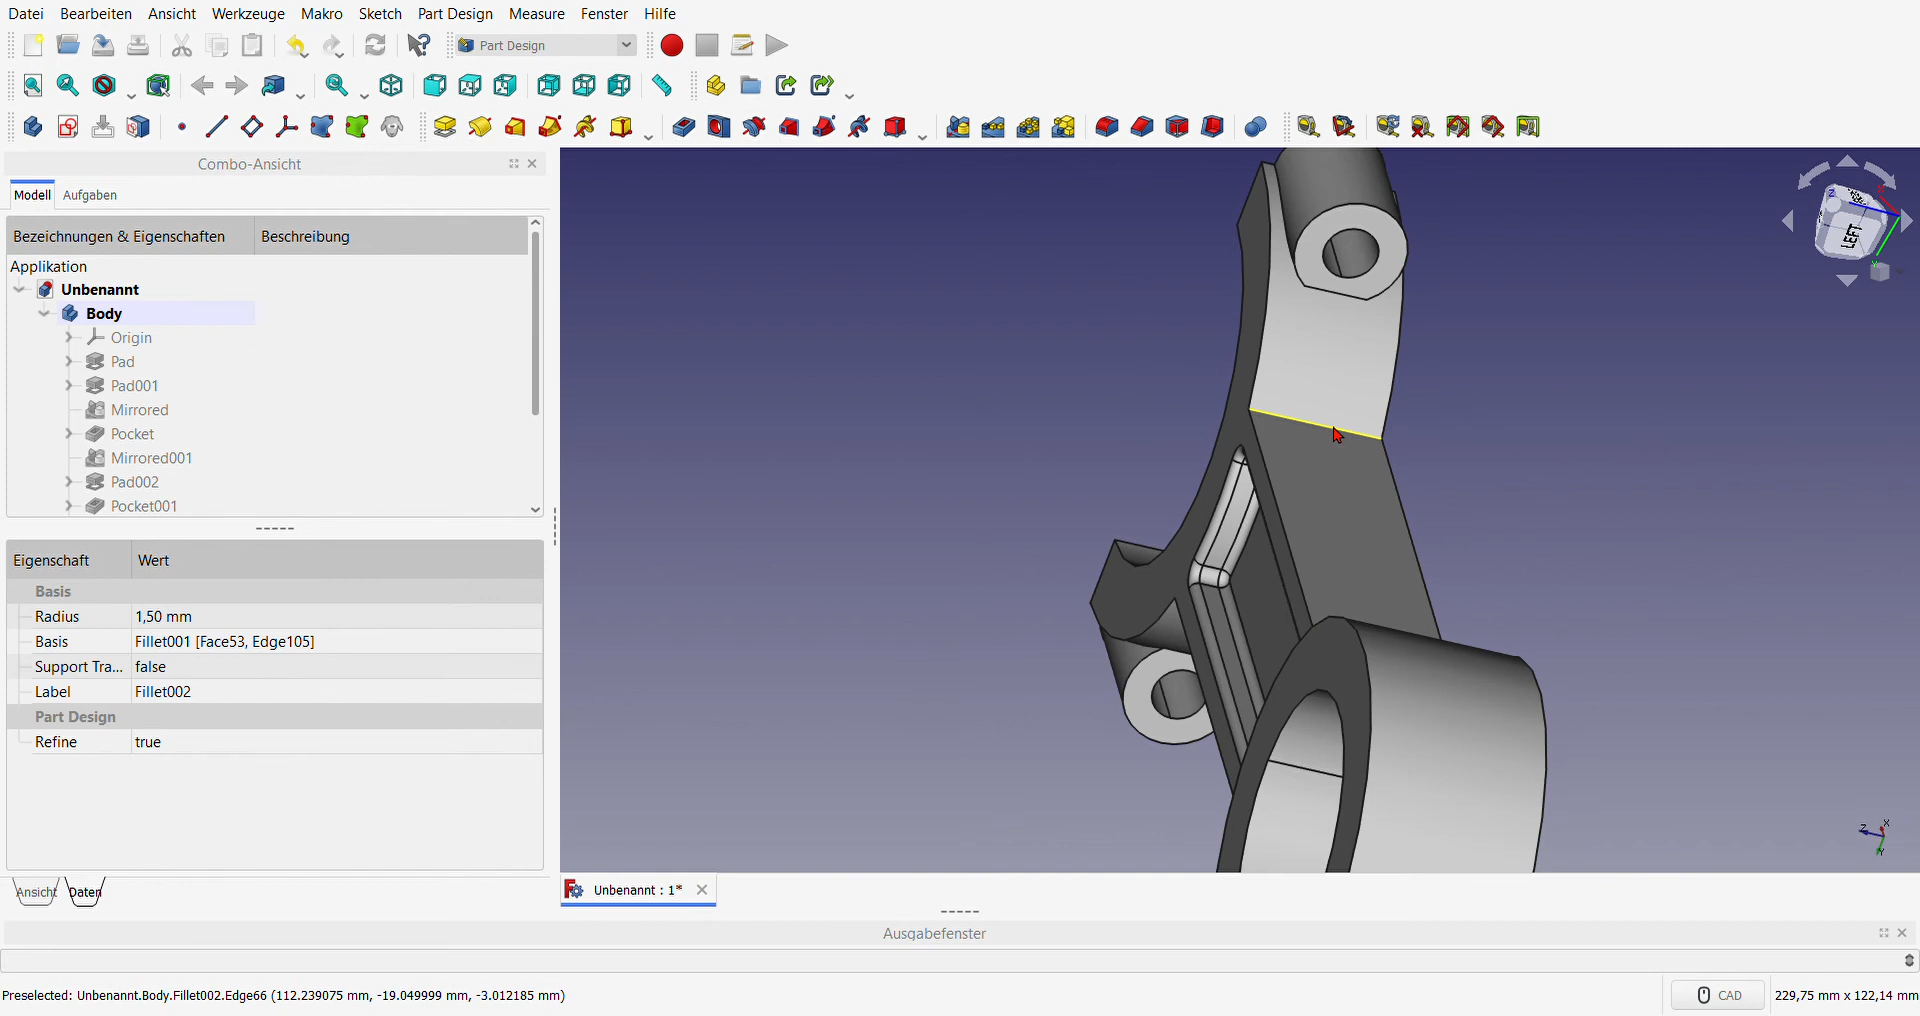 Datei Bearbeiten Ansicht Werkzeuge Makro Sketch Part Design Measure Fenster Hilfe
Part Design
Combo-Ansicht
Modell Aufgaben
Bezeichnungen & Eigenschaften Beschreibung
Applikation
Unbenannt
Body
Origin
Pad
Pad001
Mirrored
Pocket
Mirrored001
Pad002
Pocket001
Eigenschaft Wert
Basis
Radius 1,50 mm
Basis Fillet001 [Face53, Edge105]
Support Tra... false
Label Fillet002
Part Design
Refine true
Ansicht Daten
LEFT
Z X
Y
Z X
Y
Unbenannt : 1*
Ausgabefenster
Preselected: Unbenannt.Body.Fillet002.Edge66 (112.239075 mm, -19.049999 mm, -3.012185 mm)
CAD
229,75 mm x 122,14 mm